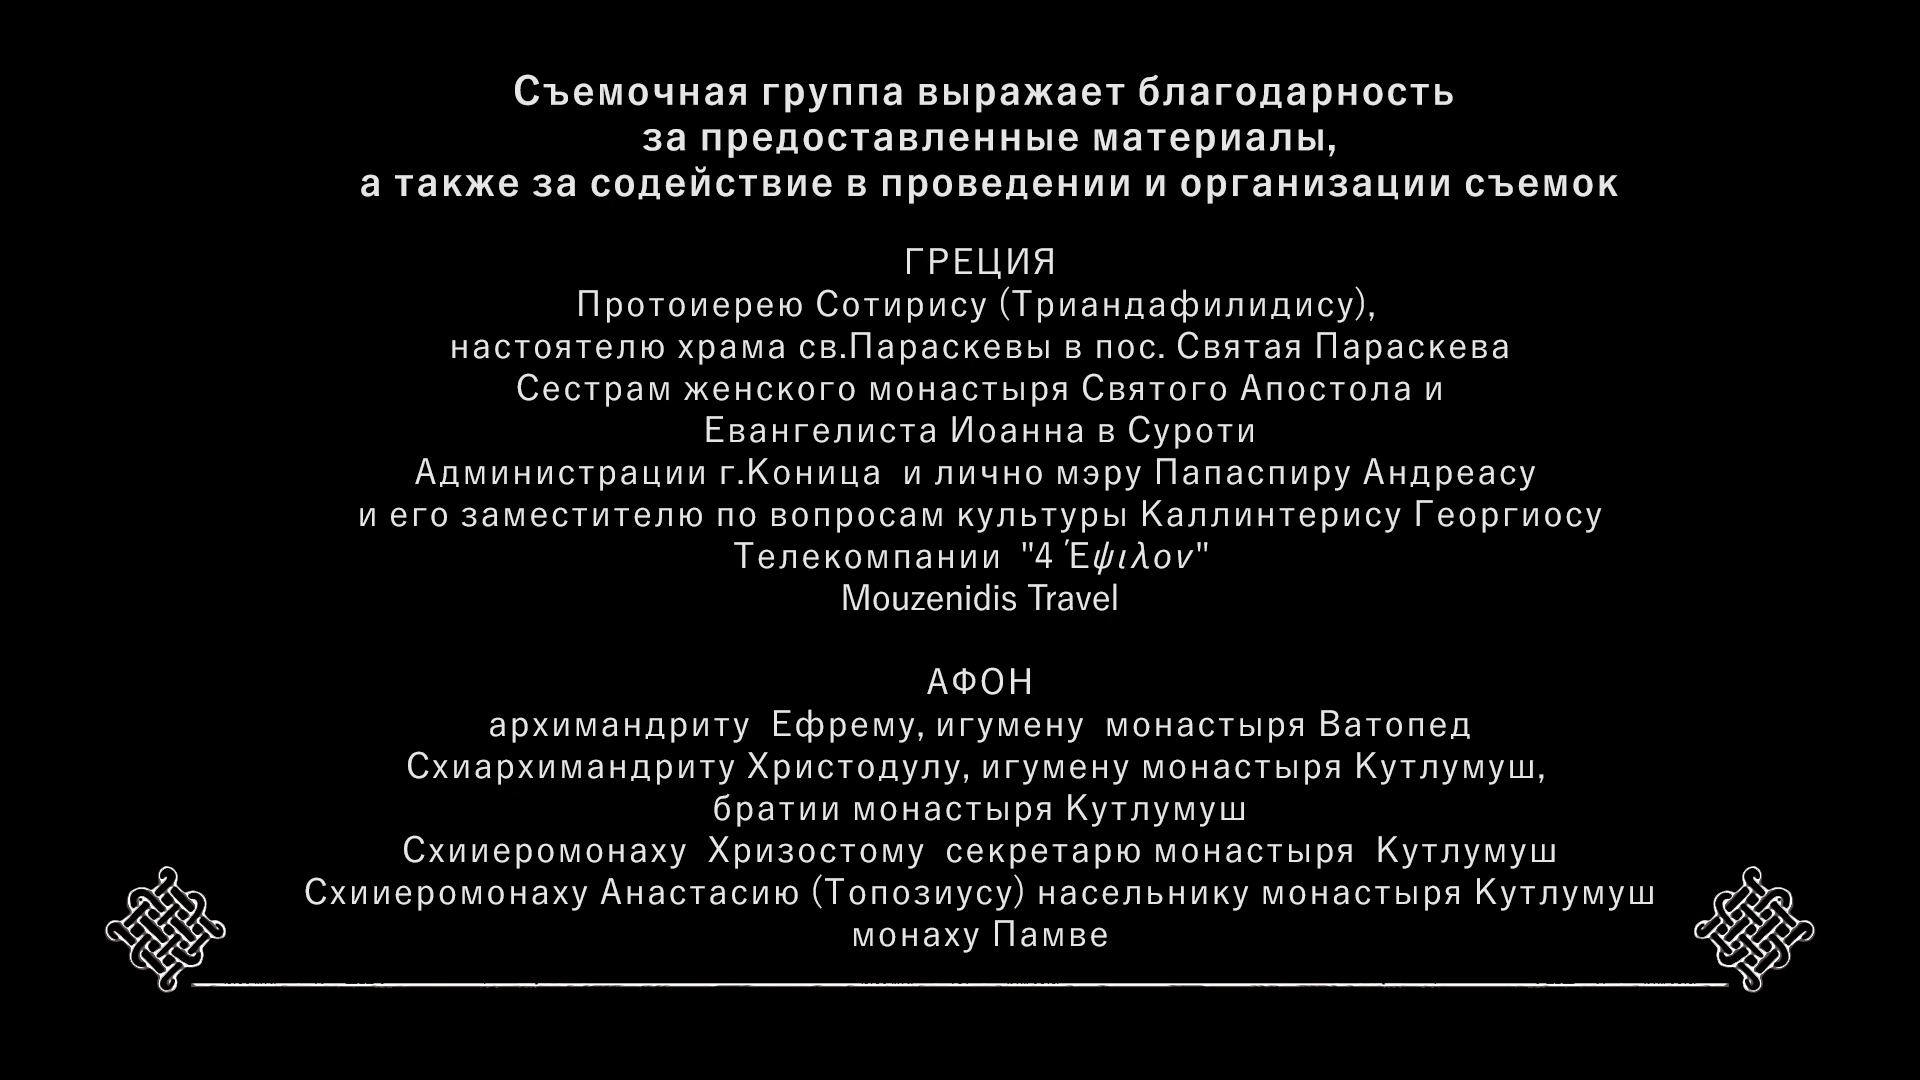 Съемочная группа выражает благодарность
за предоставленные материалы,
а также за содействие в проведении и организации съемок
ГРЕЦИЯ
Протоиерею Сотирису (Триандафилидису),
настоятелю храма св.Параскевы в пос. Святая Параскева
Сестрам женского монастыря Святого Апостола и
Евангелиста Иоанна в Суроти
Администрации г.Коница и лично мэру Папаспиру Андреасу
и его заместителю по вопросам культуры Каллинтерису Георгиосу
Телекомпании "4 Έψιλον"
Mouzenidis Travel
АФОН
архимандриту Ефрему, игумену монастыря Ватопед
Схиархимандриту Христодулу, игумену монастыря Кутлумуш,
братии монастыря Кутлумуш
Схииеромонаху Хризостому секретарю монастыря Кутлумуш
Схииеромонаху Анастасию (Топозиусу) насельнику монастыря Кутлумуш
монаху Памве